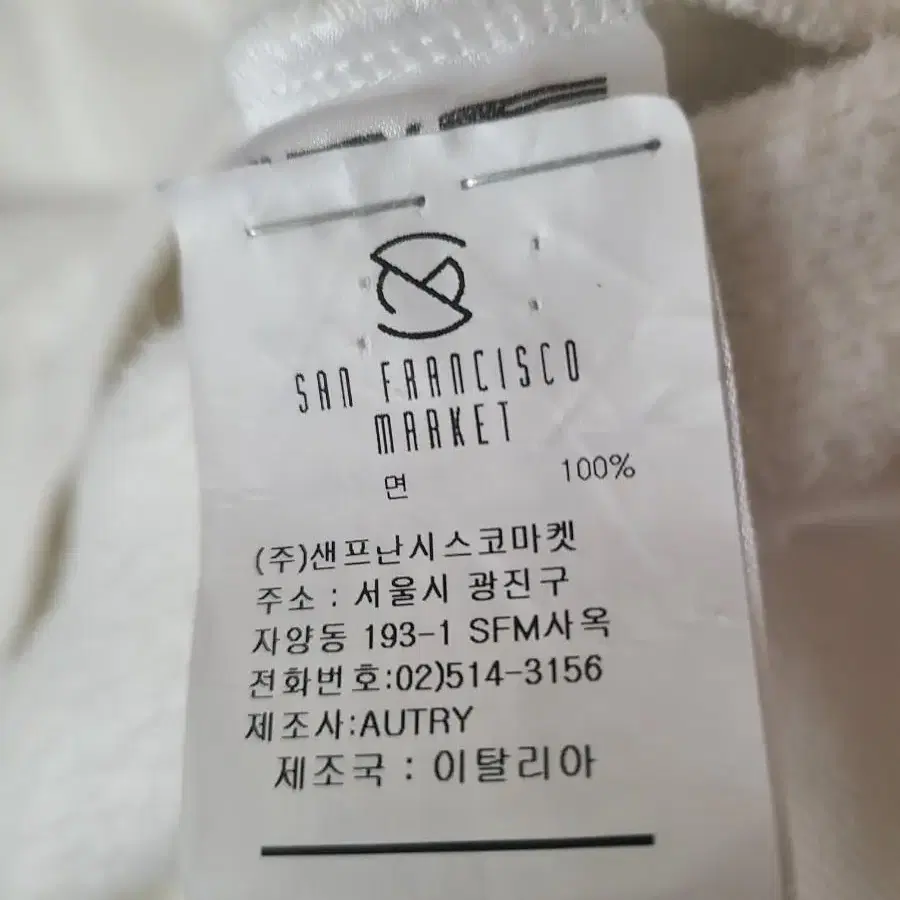 SAN FRANCISCO
MARKET
면 100%
(주)샌프난시스코마켓
주소 : 서울시 광진구
자양동 193-1 SFM사옥
전화번호:02)514-3156
제조사:AUTRY
제조국 : 이탈리아